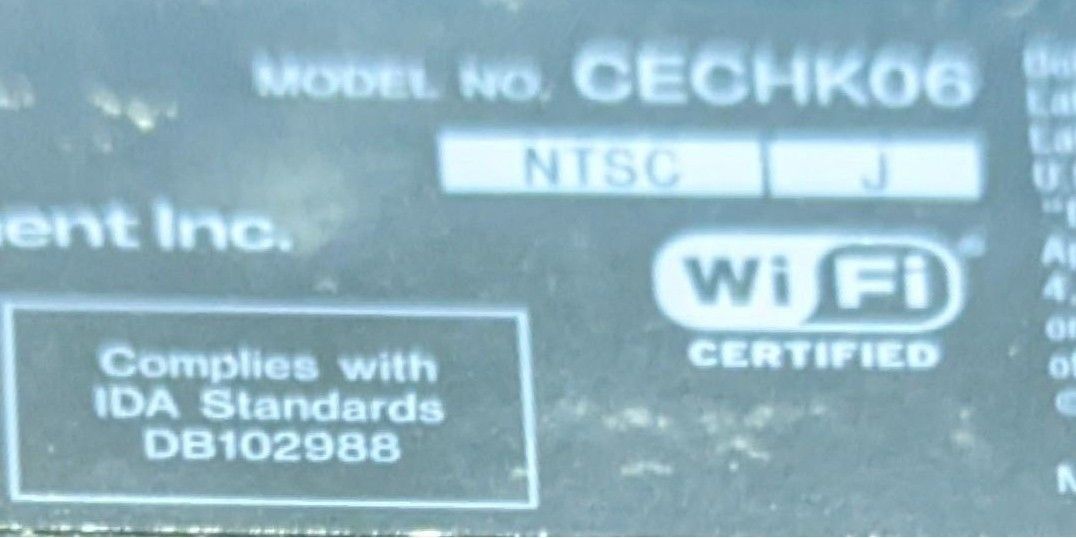 MODEL NO. CECHK06
NTSC J
ent Inc.
Wi Fi
CERTIFIED
Complies with
IDA Standards
DB102988